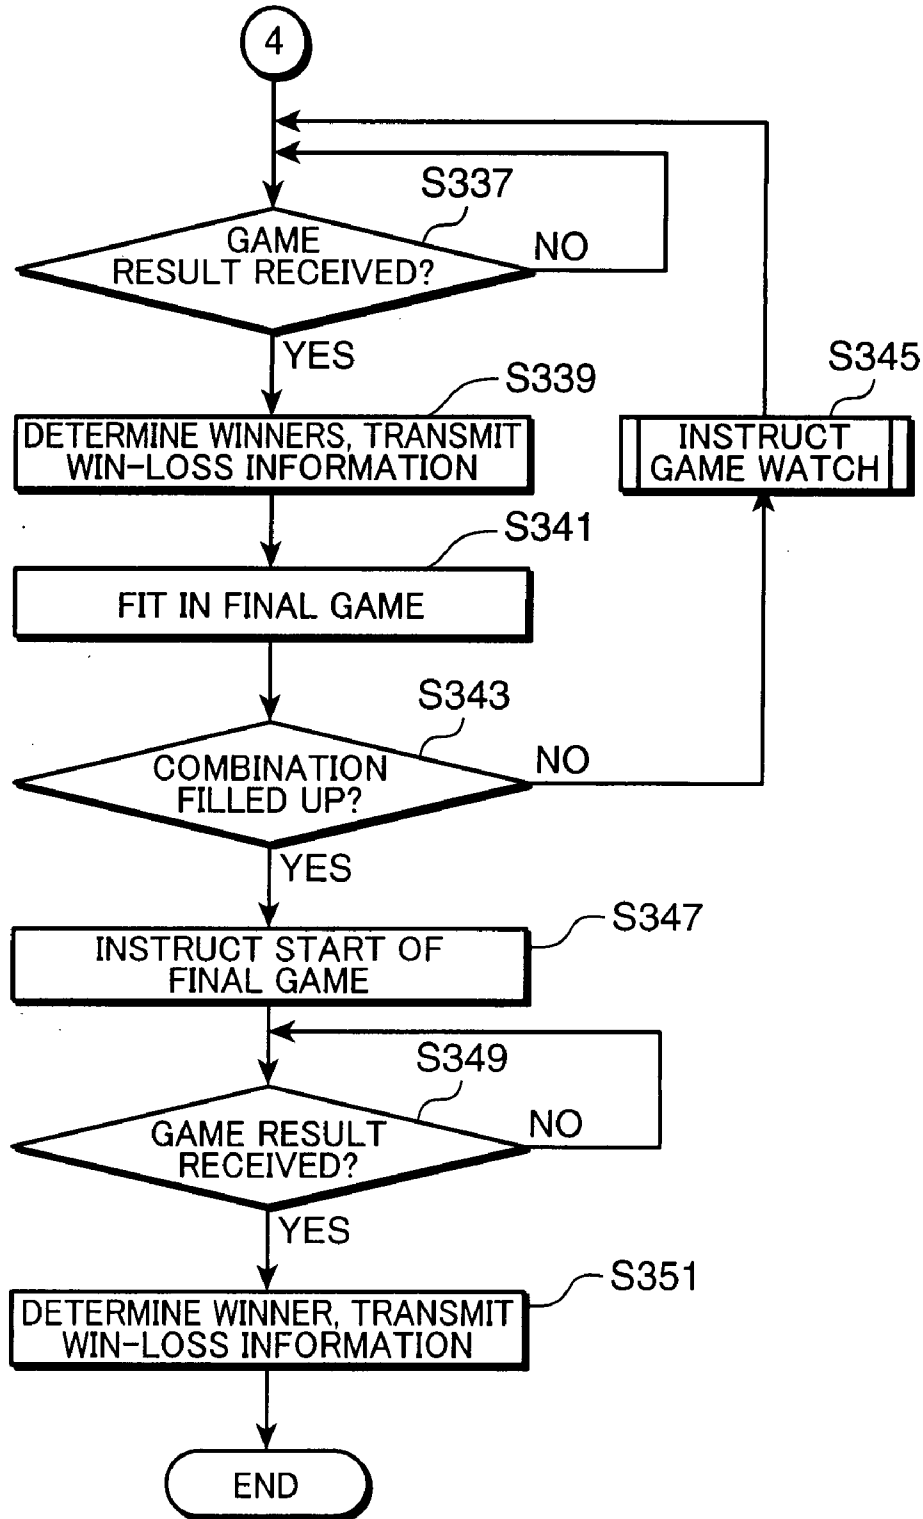 4
S337
GAME
RESULT RECEIVED?
NO
YES
S339
DETERMINE WINNERS, TRANSMIT
WIN-LOSS INFORMATION
S345
INSTRUCT
GAME WATCH
S341
FIT IN FINAL GAME
S343
COMBINATION
FILLED UP?
NO
YES
S347
INSTRUCT START OF
FINAL GAME
S349
GAME RESULT
RECEIVED?
NO
YES
S351
DETERMINE WINNER, TRANSMIT
WIN-LOSS INFORMATION
END